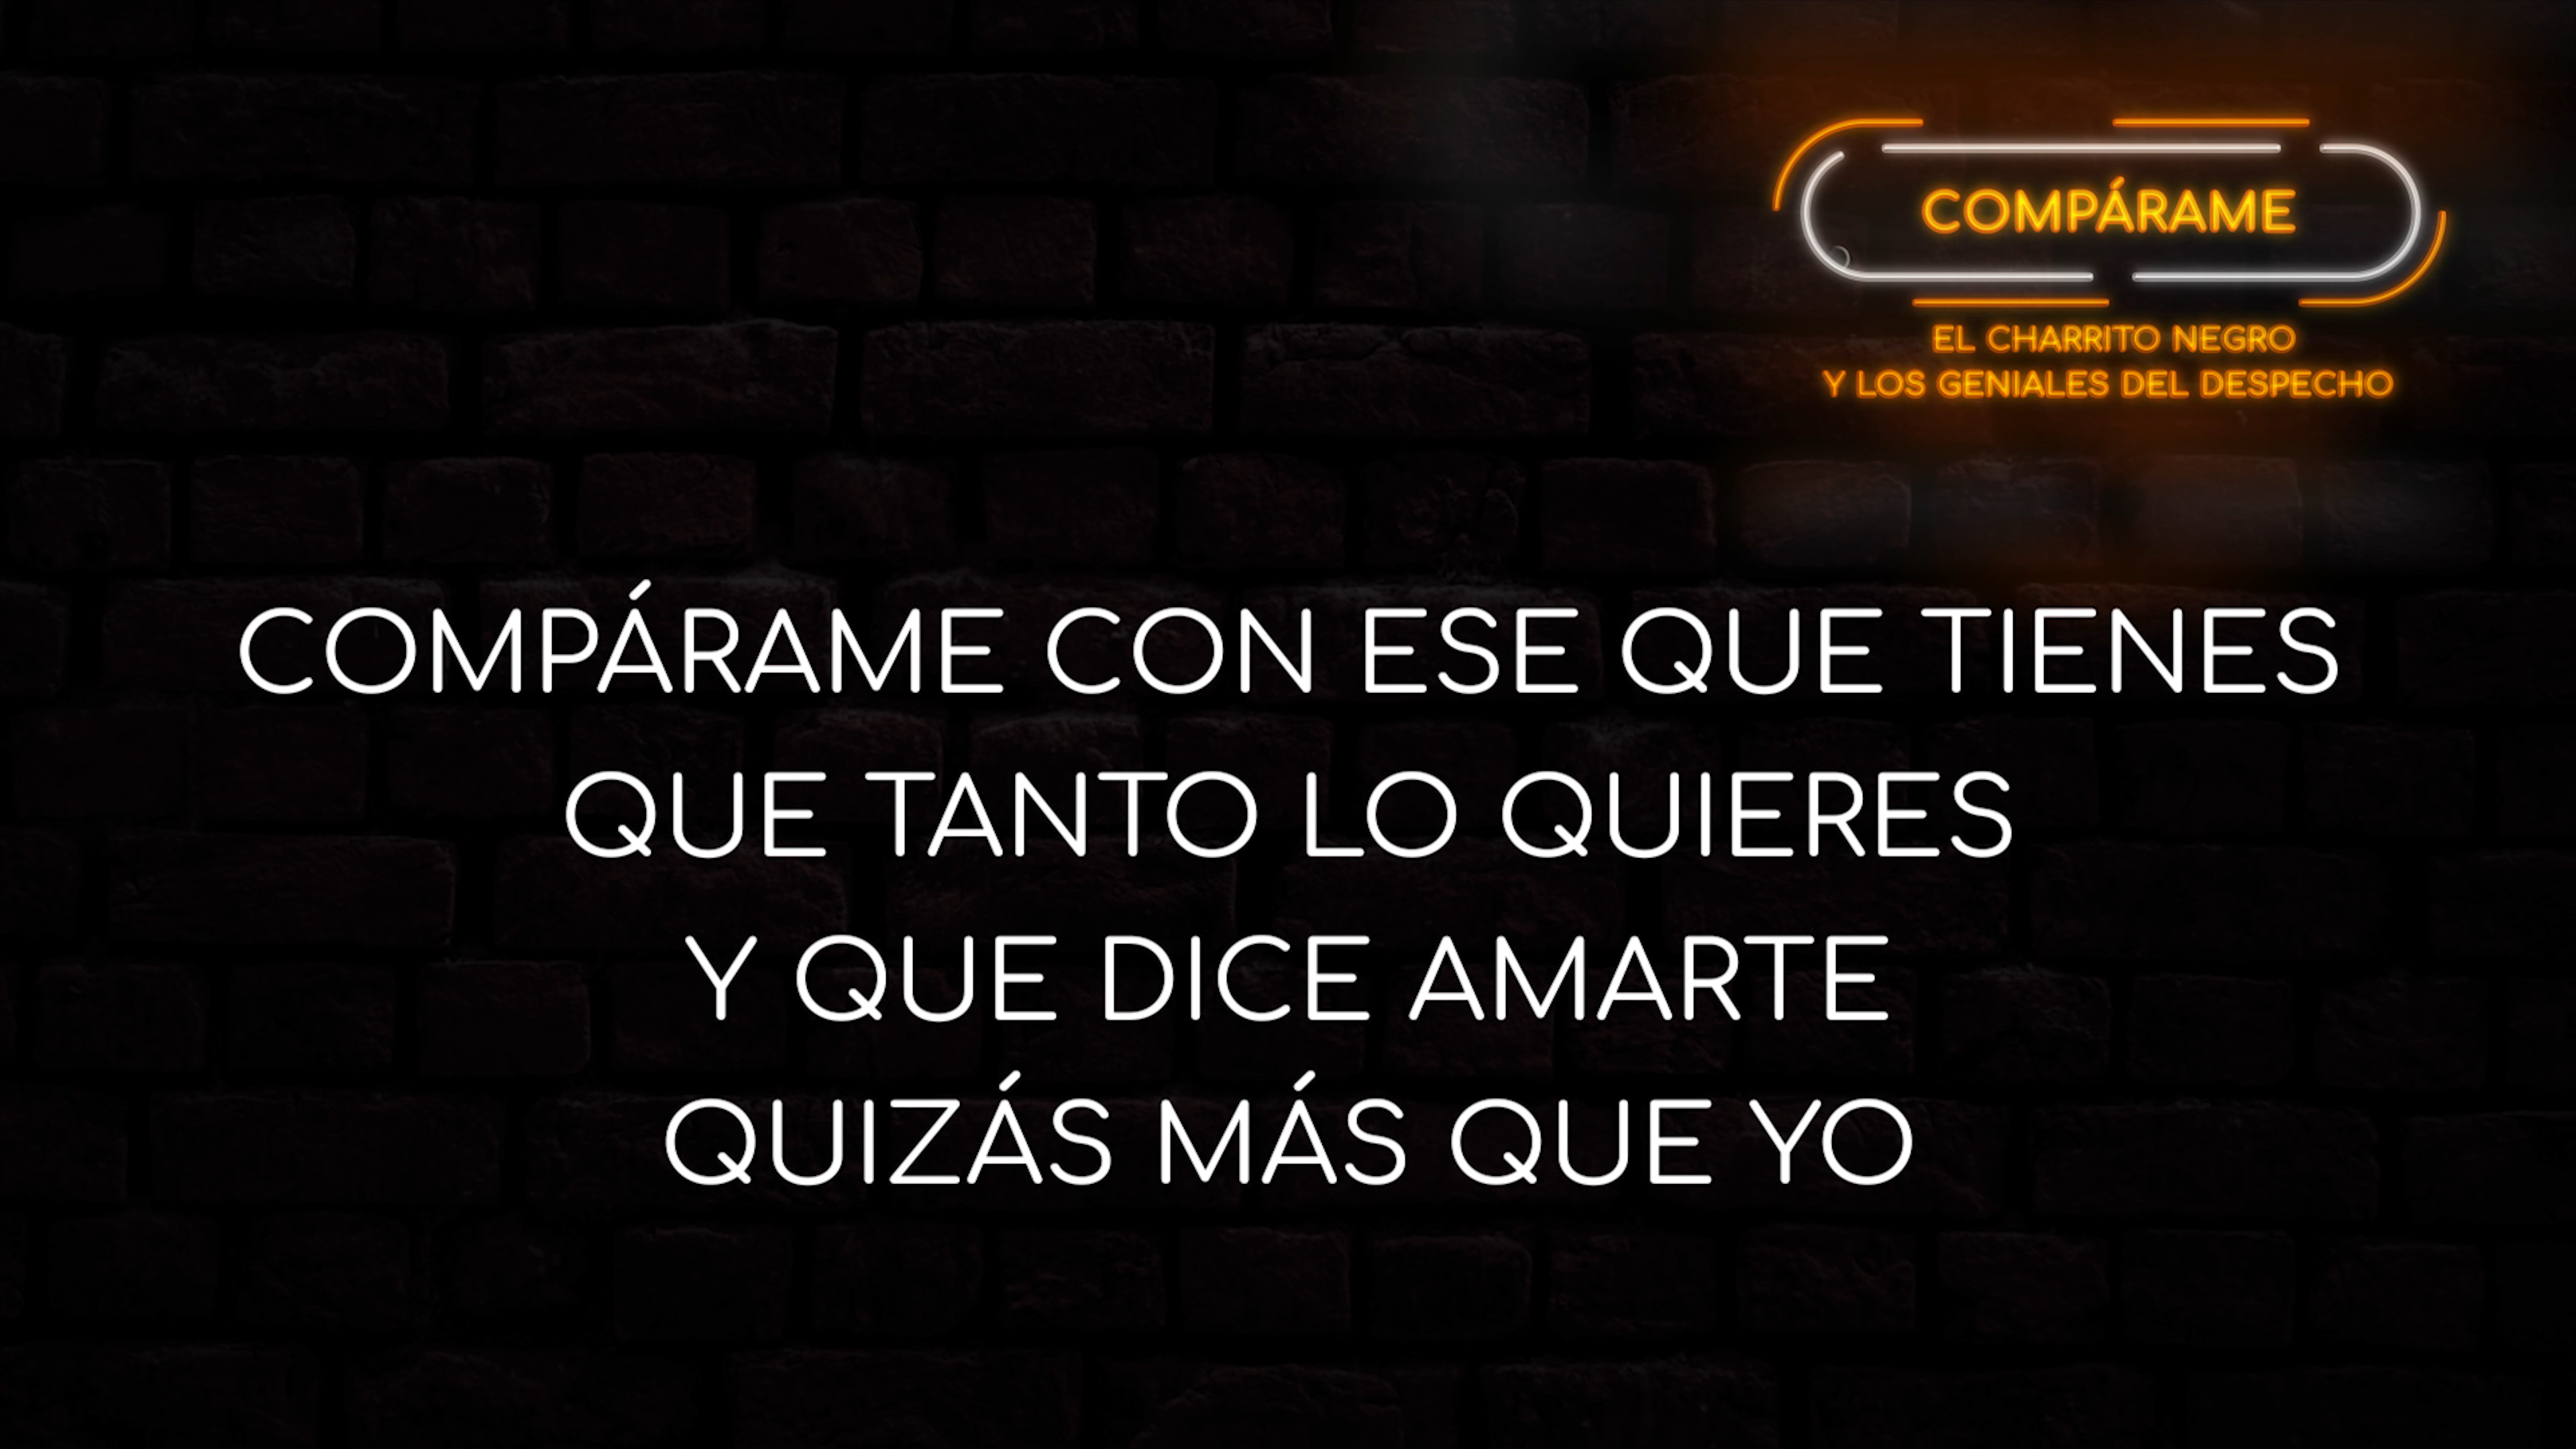 COMPÁRAME
EL CHARRITO NEGRO
Y LOS GENIALES DEL DESPECHO
COMPÁRAME CON ESE QUE TIENES
QUE TANTO LO QUIERES
Y QUE DICE AMARTE
QUIZÁS MÁS QUE YO